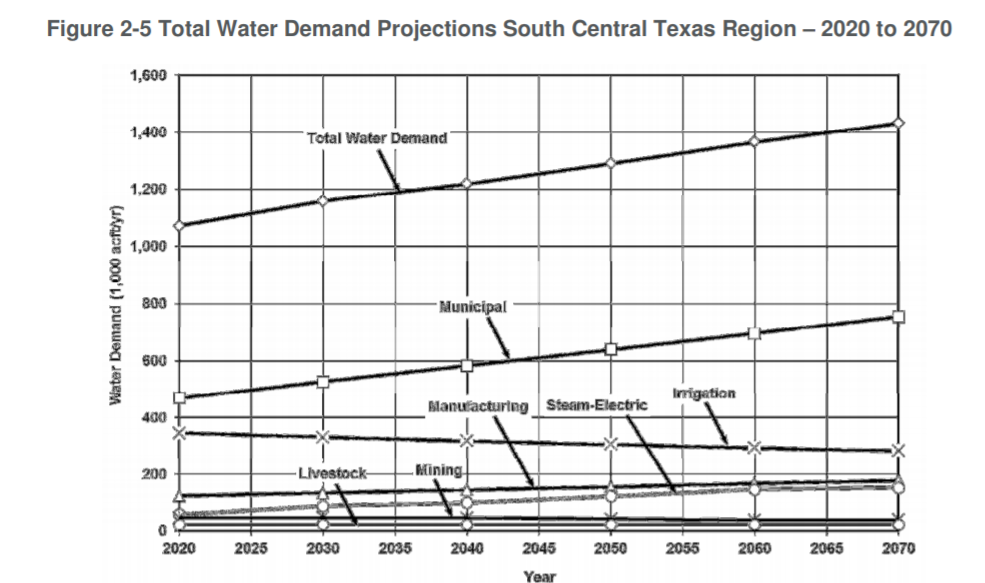 Figure 2-5 Total Water Demand Projections South Central Texas Region – 2020 to 2070
1,600
1,400
Total Water Demand
1,200
Water Demand (1,000 acft/yr)
1,000
800
Municipal
600
Manufacturing Steam-Electric Irrigation
400
200
Livestock Mining
0
2020 2025 2030 2035 2040 2045 2050 2055 2060 2065 2070
Year